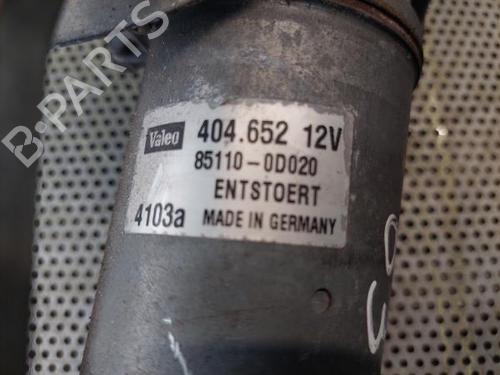 B-PARTS
Valeo 404.652 12V
85110-0D020
ENTSTOERT
4103a MADE IN GERMANY